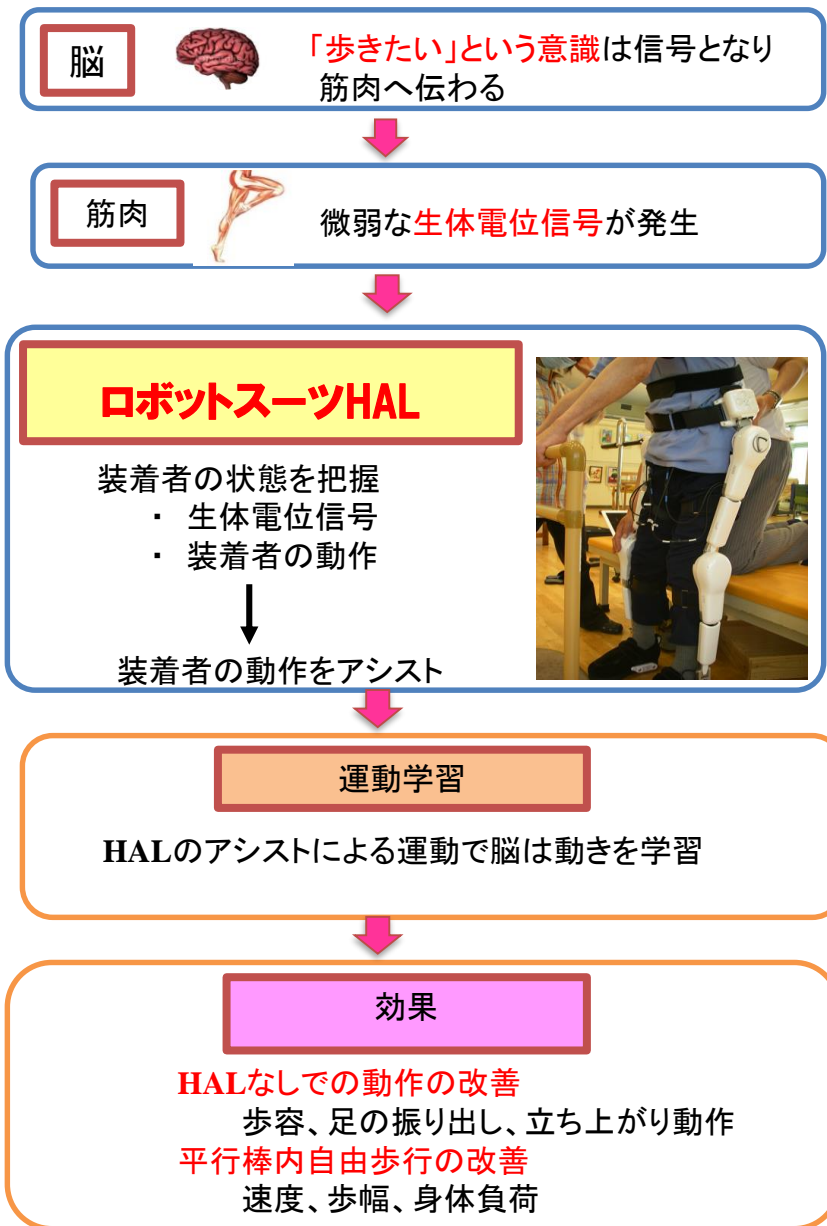 脳
「歩きたい」という意識は信号となり
筋肉へ伝わる
筋肉
微弱な生体電位信号が発生
ロボットスーツHAL
装着者の状態を把握
・ 生体電位信号
・ 装着者の動作
装着者の動作をアシスト
運動学習
HALのアシストによる運動で脳は動きを学習
効果
HALなしでの動作の改善
歩容、足の振り出し、立ち上がり動作
平行棒内自由歩行の改善
速度、歩幅、身体負荷